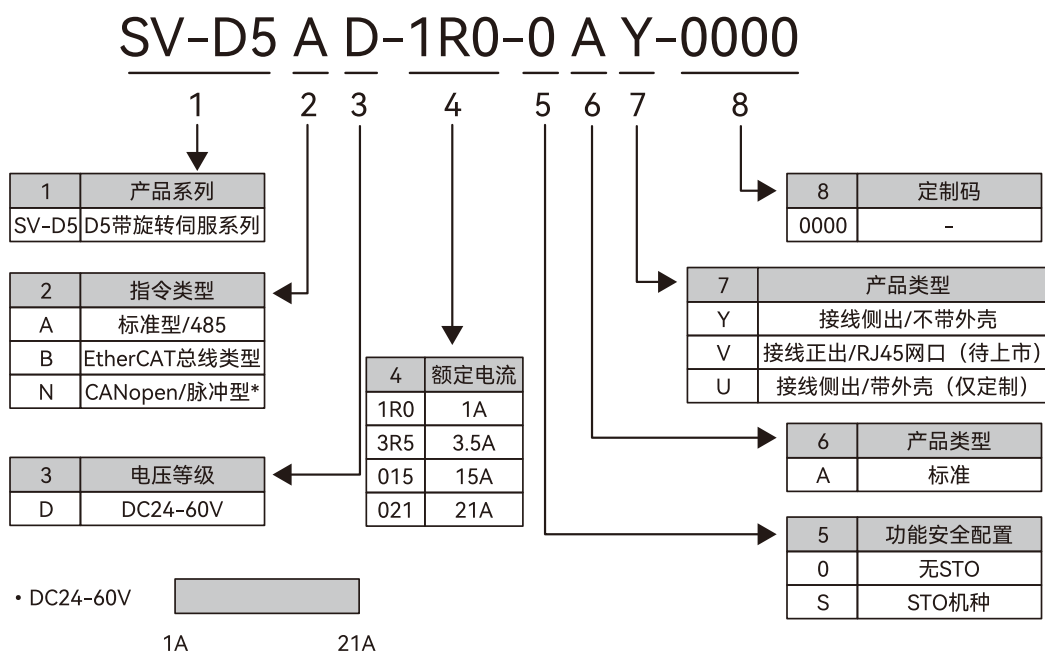 SV-D5 A D-1R0-0 A Y-0000
1 2 3 4 5 6 7 8
1 产品系列
SV-D5 D5带旋转伺服系列
2 指令类型
A 标准型/485
B EtherCAT总线类型
N CANopen/脉冲型*
3 电压等级
D DC24-60V
4 额定电流
1R0 1A
3R5 3.5A
015 15A
021 21A
8 定制码
0000 -
7 产品类型
Y 接线侧出/不带外壳
V 接线正出/RJ45网口（待上市）
U 接线侧出/带外壳（仅定制）
6 产品类型
A 标准
5 功能安全配置
0 无STO
S STO机种
・DC24-60V
1A 21A